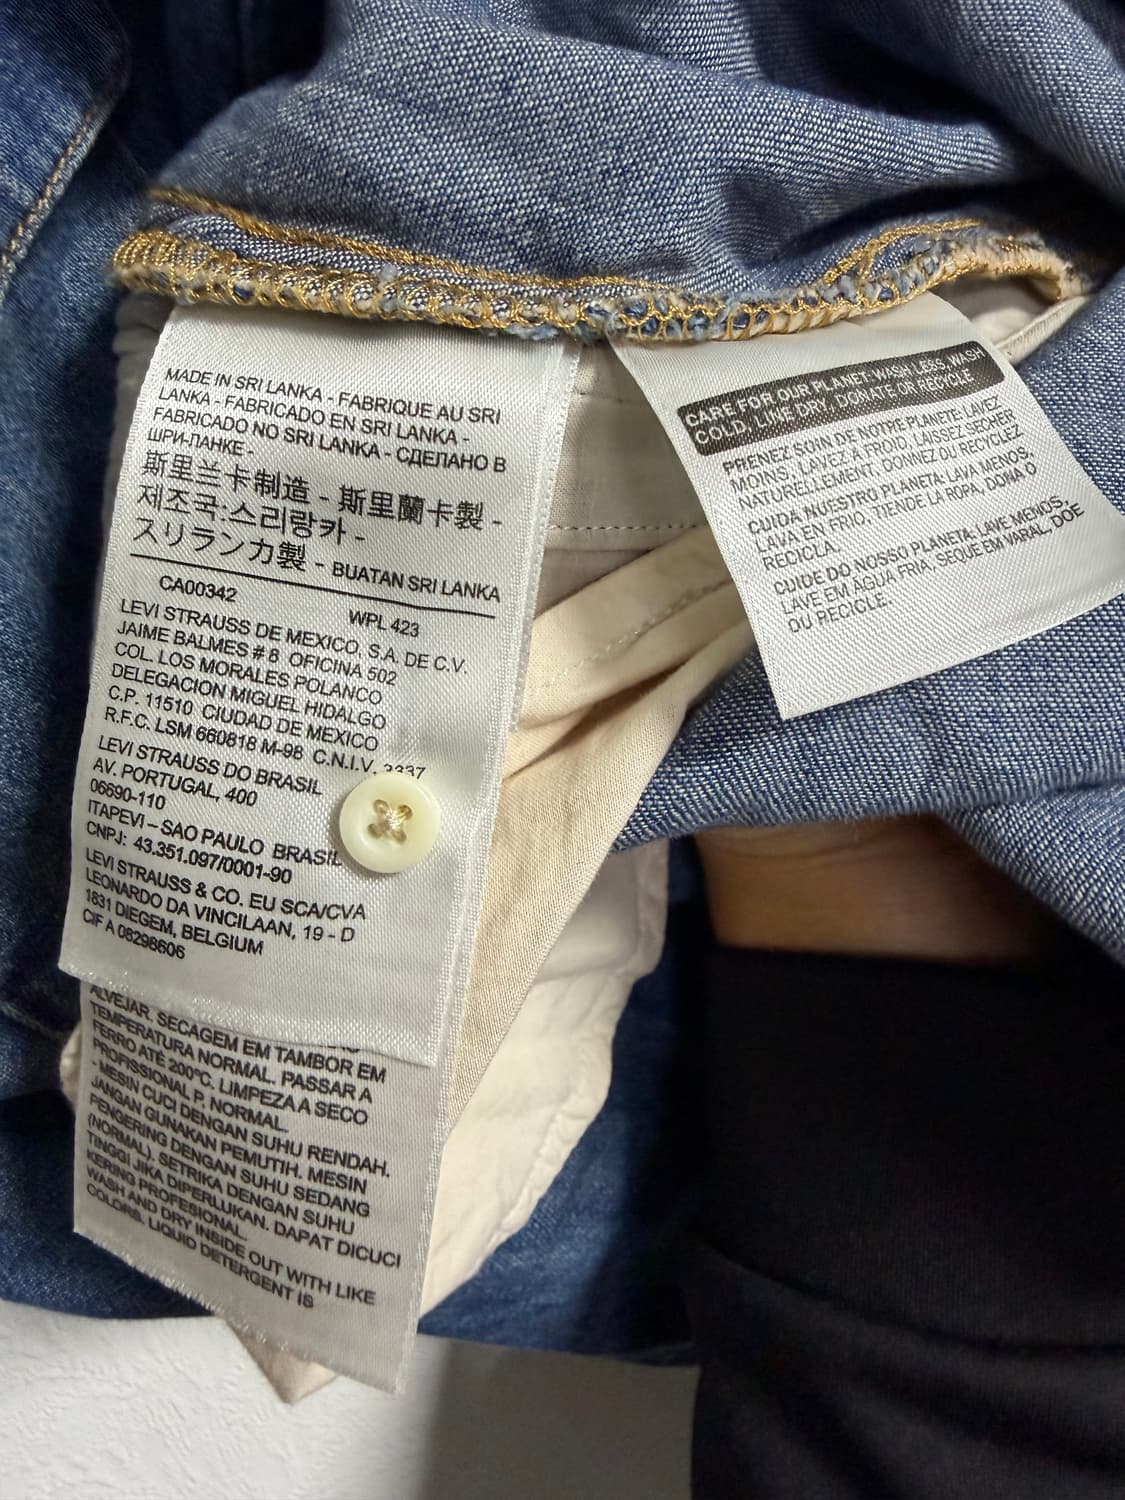 MADE IN SRI LANKA - FABRIQUE AU SRI
LANKA - FABRICADO EN SRI LANKA -
FABRICADO NO SRI LANKA - СДЕЛАНО В
ШРИ-ЛАНКЕ -
斯里兰卡制造 - 斯里蘭卡製 -
제조국:스리랑카 -
スリランカ製 - BUATAN SRI LANKA
CA00342
WPL 423
LEVI STRAUSS DE MEXICO, S.A. DE C.V.
JAIME BALMES # 8 OFICINA 502
COL. LOS MORALES POLANCO
DELEGACION MIGUEL HIDALGO
C.P. 11510 CIUDAD DE MEXICO
R.F.C. LSM 660818 M-98 C.N.I.V. 3337
LEVI STRAUSS DO BRASIL
AV. PORTUGAL, 400
06690-110
ITAPEVI – SAO PAULO BRASIL
CNPJ: 43.351.097/0001-90
LEVI STRAUSS & CO. EU SCA/CVA
LEONARDO DA VINCILAAN, 19 - D
1831 DIEGEM, BELGIUM
CIF A 08298606
ALVEJAR. SECAGEM EM TAMBOR EM
TEMPERATURA NORMAL. PASSAR A
FERRO ATÉ 200ºC. LIMPEZA A SECO
PROFISSIONAL P, NORMAL.
- MESIN CUCI DENGAN SUHU RENDAH.
JANGAN GUNAKAN PEMUTIH. MESIN
PENGERING DENGAN SUHU SEDANG
(NORMAL). SETRIKA DENGAN SUHU
TINGGI JIKA DIPERLUKAN. DAPAT DICUCI
KERING PROFESIONAL.
WASH AND DRY INSIDE OUT WITH LIKE
COLORS. LIQUID DETERGENT IS
CARE FOR OUR PLANET: WASH LESS, WASH
COLD, LINE DRY, DONATE OR RECYCLE
PRENEZ SOIN DE NOTRE PLANETE: LAVEZ
MOINS, LAVEZ A FROID, LAISSEZ SECHER
NATURELLEMENT, DONNEZ OU RECYCLEZ
CUIDA NUESTRO PLANETA: LAVA MENOS,
LAVA EN FRIO, TIENDE LA ROPA, DONA O
RECICLA.
CUIDE DO NOSSO PLANETA: LAVE MENOS,
LAVE EM AGUA FRIA, SEQUE EM VARAL, DOE
OU RECICLE.